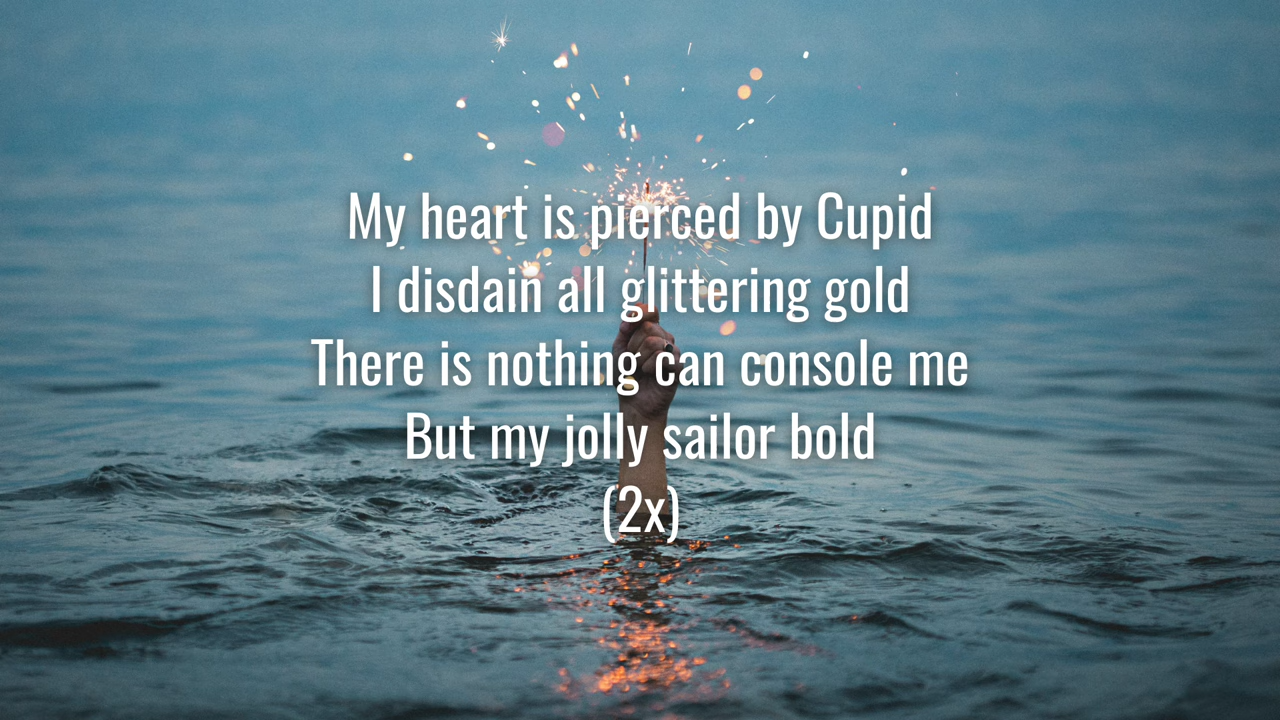 My heart is pierced by Cupid
I disdain all glittering gold
There is nothing can console me
But my jolly sailor bold
(2x)